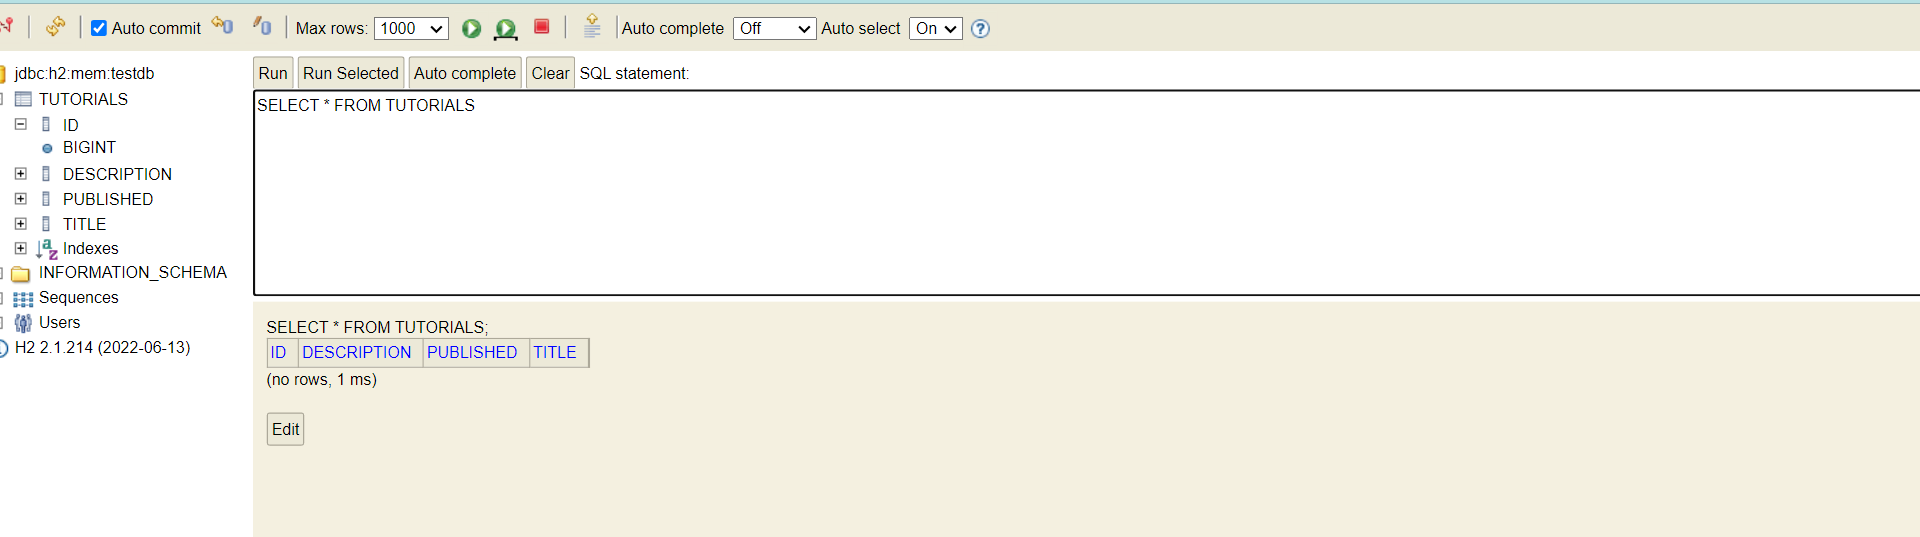 Auto commit Max rows: 1000 Auto complete Off Auto select On ?
jdbc:h2:mem:testdb
TUTORIALS
ID
BIGINT
DESCRIPTION
PUBLISHED
TITLE
Indexes
INFORMATION_SCHEMA
Sequences
Users
H2 2.1.214 (2022-06-13)
Run Run Selected Auto complete Clear SQL statement:
SELECT * FROM TUTORIALS
SELECT * FROM TUTORIALS;
ID DESCRIPTION PUBLISHED TITLE
(no rows, 1 ms)
Edit